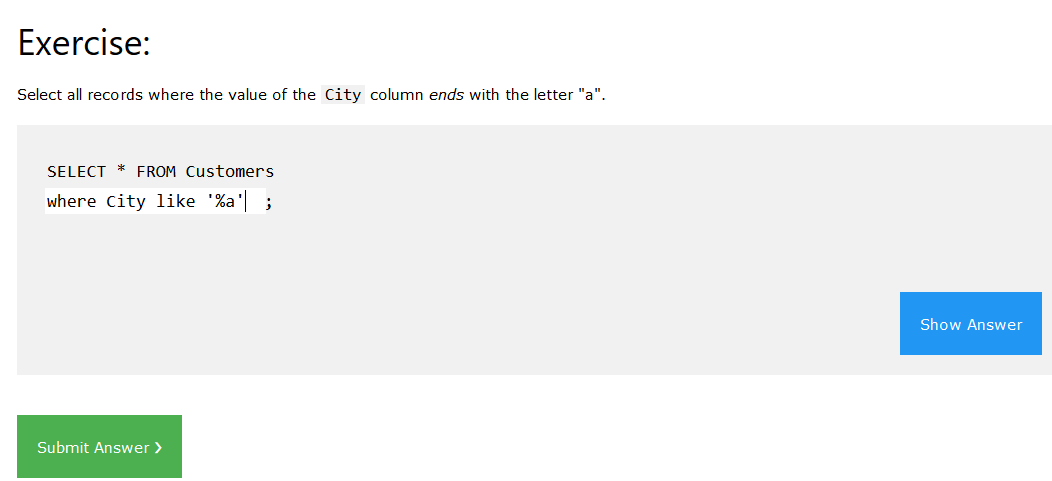 Exercise:
Select all records where the value of the City column ends with the letter "a".
SELECT * FROM Customers
where City like '%a' ;
Show Answer
Submit Answer ❯